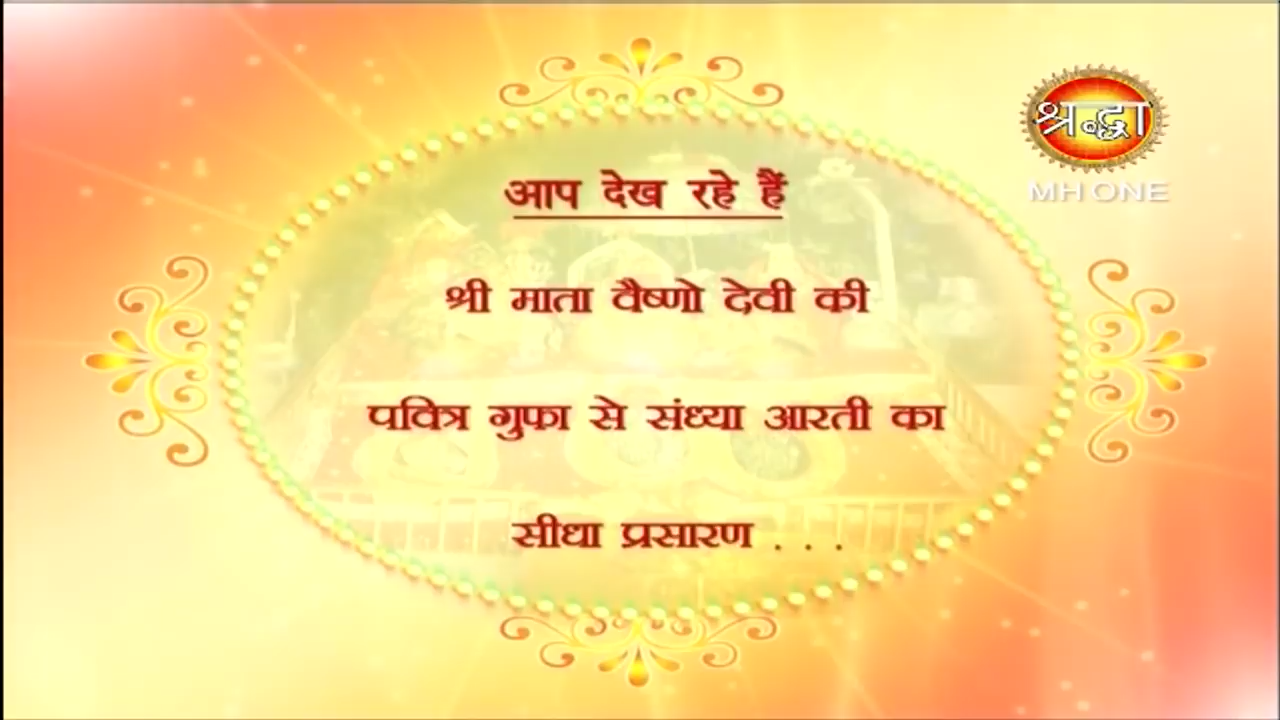 श्रद्धा
MH ONE
आप देख रहे हैं
श्री माता वैष्णो देवी की
पवित्र गुफा से संध्या आरती का
सीधा प्रसारण . . .